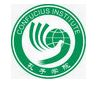 CONFUCIUS INSTITUTE
孔子学院